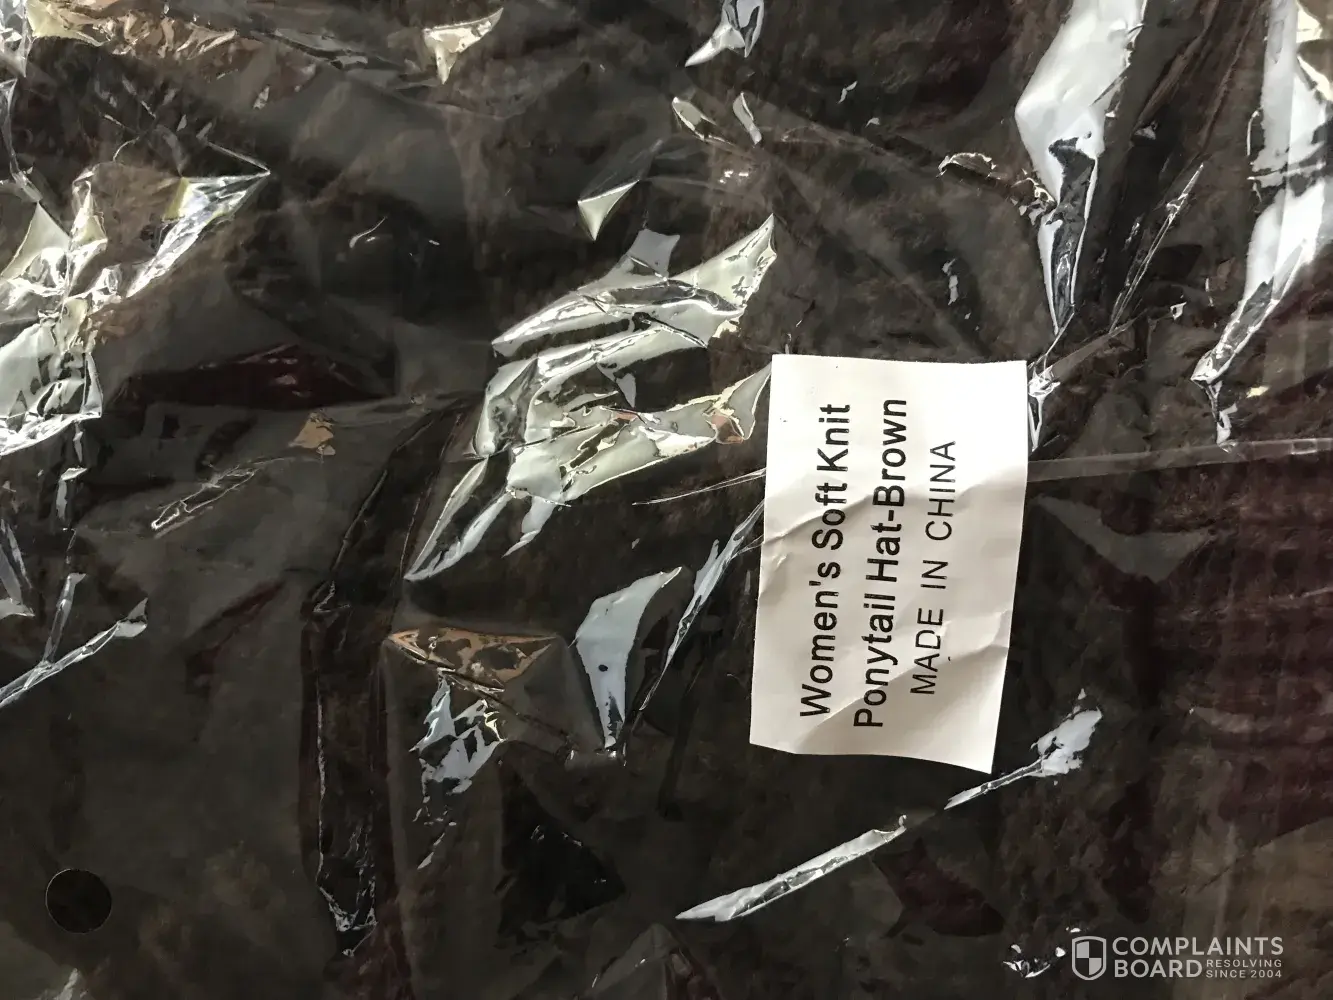 Women's Soft Knit
Ponytail Hat-Brown
MADE IN CHINA
COMPLAINTS
BOARD RESOLVING
SINCE 2004